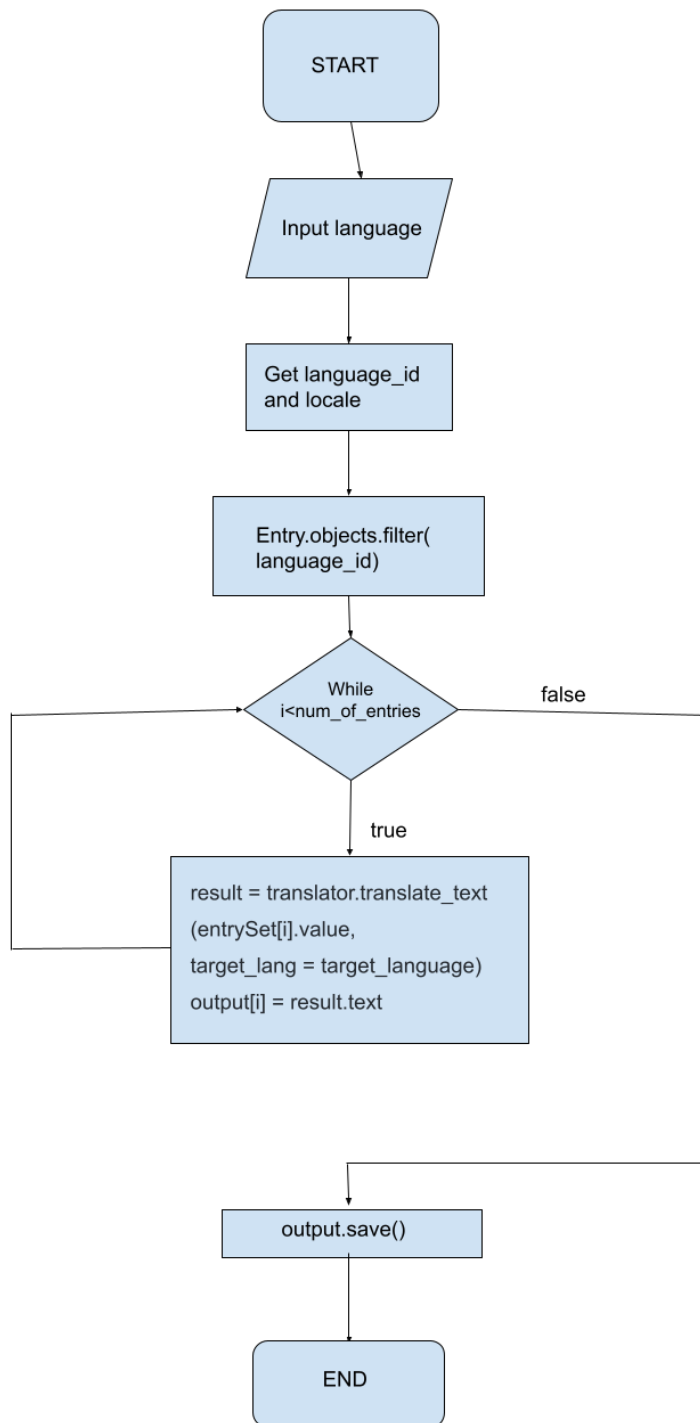 START
Input language
Get language_id
and locale
Entry.objects.filter(
language_id)
While
i<num_of_entries
false
true
result = translator.translate_text
(entrySet[i].value,
target_lang = target_language)
output[i] = result.text
output.save()
END